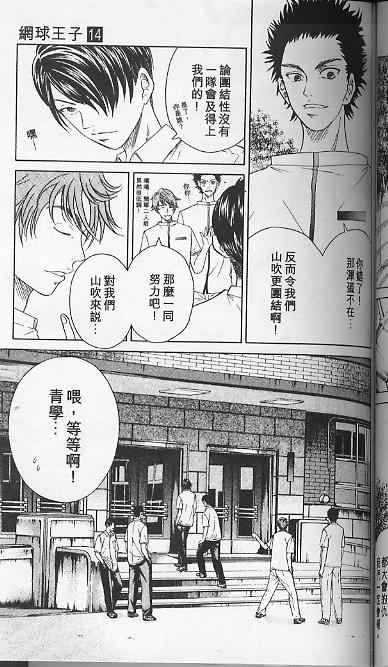 網球王子 14
你錯了！
那渾蛋不在…
反而令我們
山吹更團結啊！
論團結性沒有
一隊會及得上
我們的！
嘿
那麼一同
努力吧！
對我們
山吹來說…
喂，等等啊！
青學…